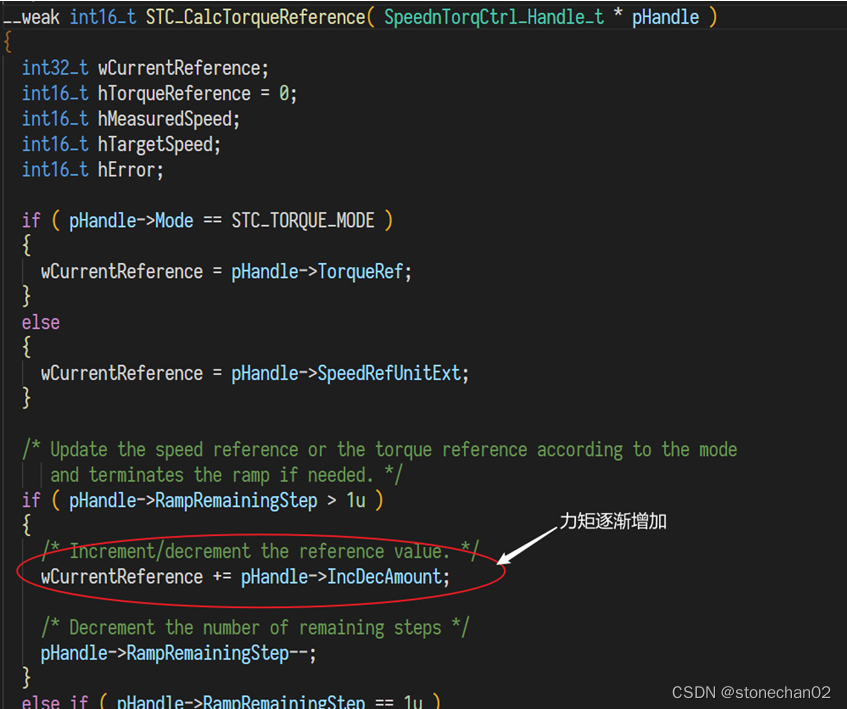 __weak int16_t STC_CalcTorqueReference( SpeednTorqCtrl_Handle_t * pHandle )
{
int32_t wCurrentReference;
int16_t hTorqueReference = 0;
int16_t hMeasuredSpeed;
int16_t hTargetSpeed;
int16_t hError;
if ( pHandle->Mode == STC_TORQUE_MODE )
{
wCurrentReference = pHandle->TorqueRef;
}
else
{
wCurrentReference = pHandle->SpeedRefUnitExt;
}
/* Update the speed reference or the torque reference according to the mode
and terminates the ramp if needed. */
if ( pHandle->RampRemainingStep > 1u )
{
力矩逐渐增加
/* Increment/decrement the reference value. */
wCurrentReference += pHandle->IncDecAmount;
/* Decrement the number of remaining steps */
pHandle->RampRemainingStep--;
}
else if ( pHandle->RampRemainingStep == 1u )
CSDN @stonechan02